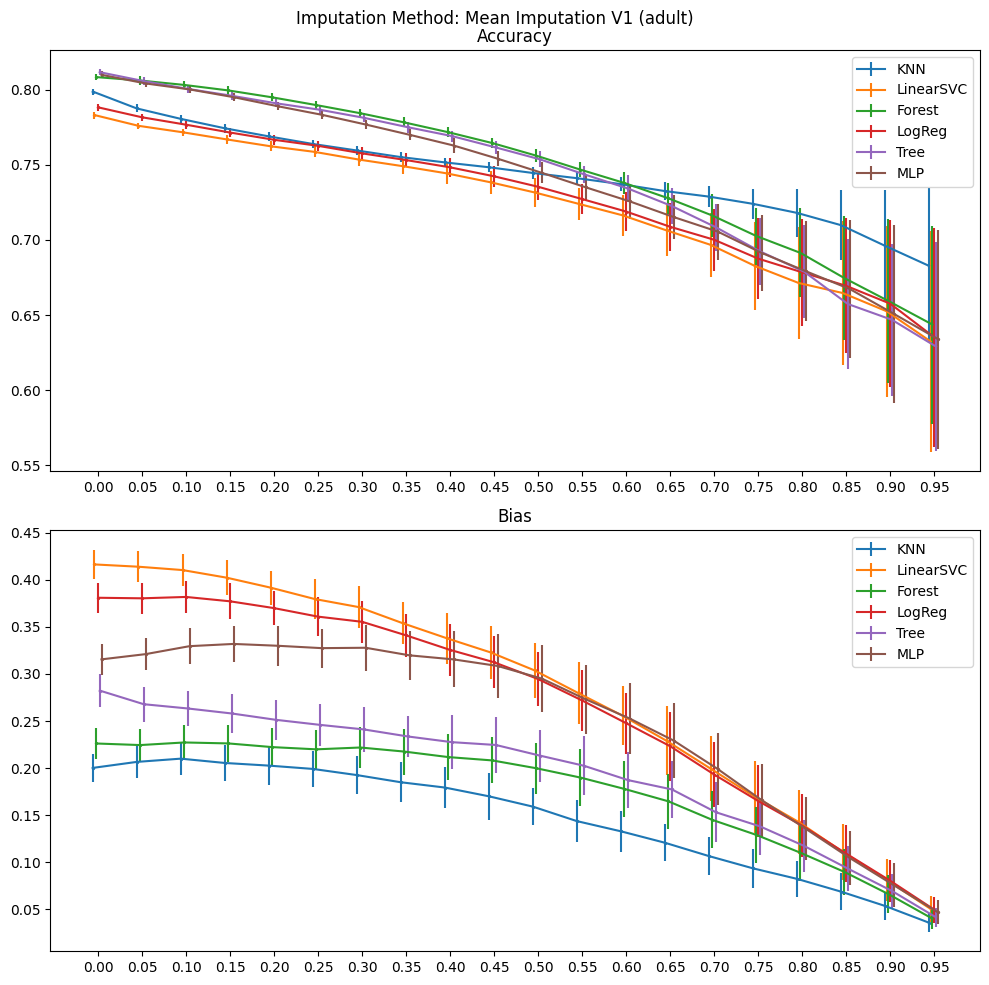 Imputation Method: Mean Imputation V1 (adult)
Accuracy
0.80
0.75
0.70
0.65
0.60
0.55
KNN
LinearSVC
Forest
LogReg
Tree
MLP
0.00 0.05 0.10 0.15 0.20 0.25 0.30 0.35 0.40 0.45 0.50 0.55 0.60 0.65 0.70 0.75 0.80 0.85 0.90 0.95
Bias
0.45
0.40
0.35
0.30
0.25
0.20
0.15
0.10
0.05
KNN
LinearSVC
Forest
LogReg
Tree
MLP
0.00 0.05 0.10 0.15 0.20 0.25 0.30 0.35 0.40 0.45 0.50 0.55 0.60 0.65 0.70 0.75 0.80 0.85 0.90 0.95